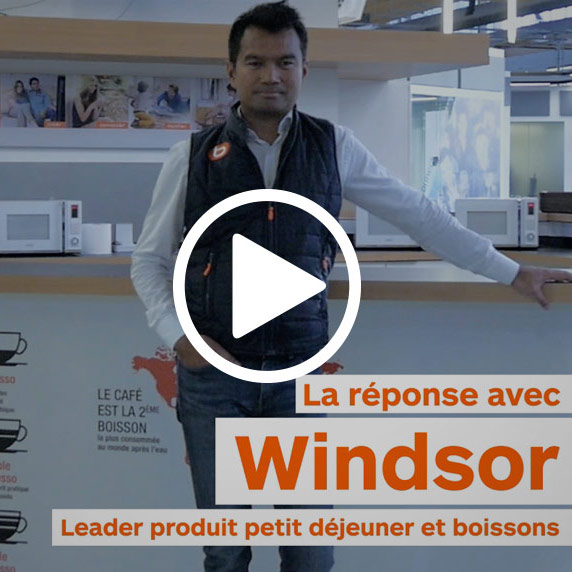 LE CAFÉ
EST LA 2ÈME
BOISSON
la plus consommée
au monde après l'eau
La réponse avec
Windsor
Leader produit petit déjeuner et boissons